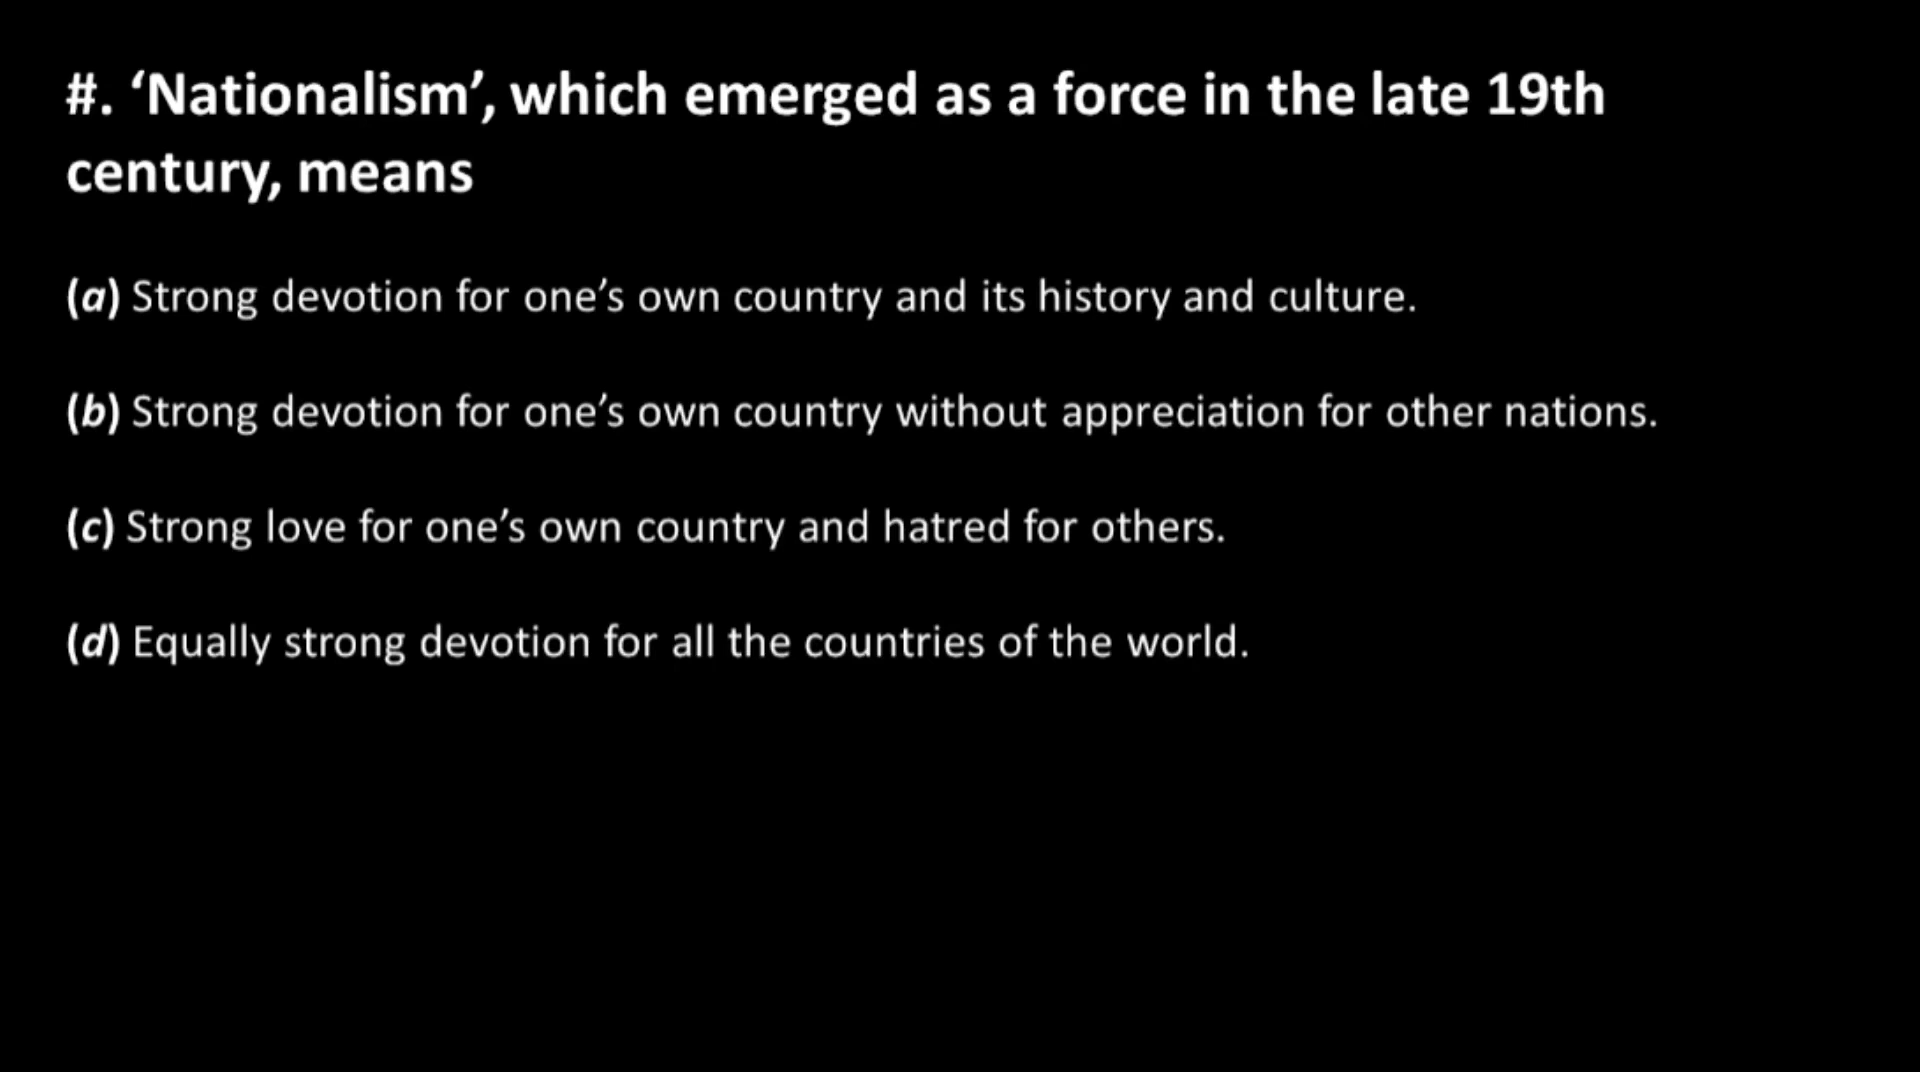 #. ‘Nationalism’, which emerged as a force in the late 19th
century, means
(a) Strong devotion for one’s own country and its history and culture.
(b) Strong devotion for one’s own country without appreciation for other nations.
(c) Strong love for one’s own country and hatred for others.
(d) Equally strong devotion for all the countries of the world.